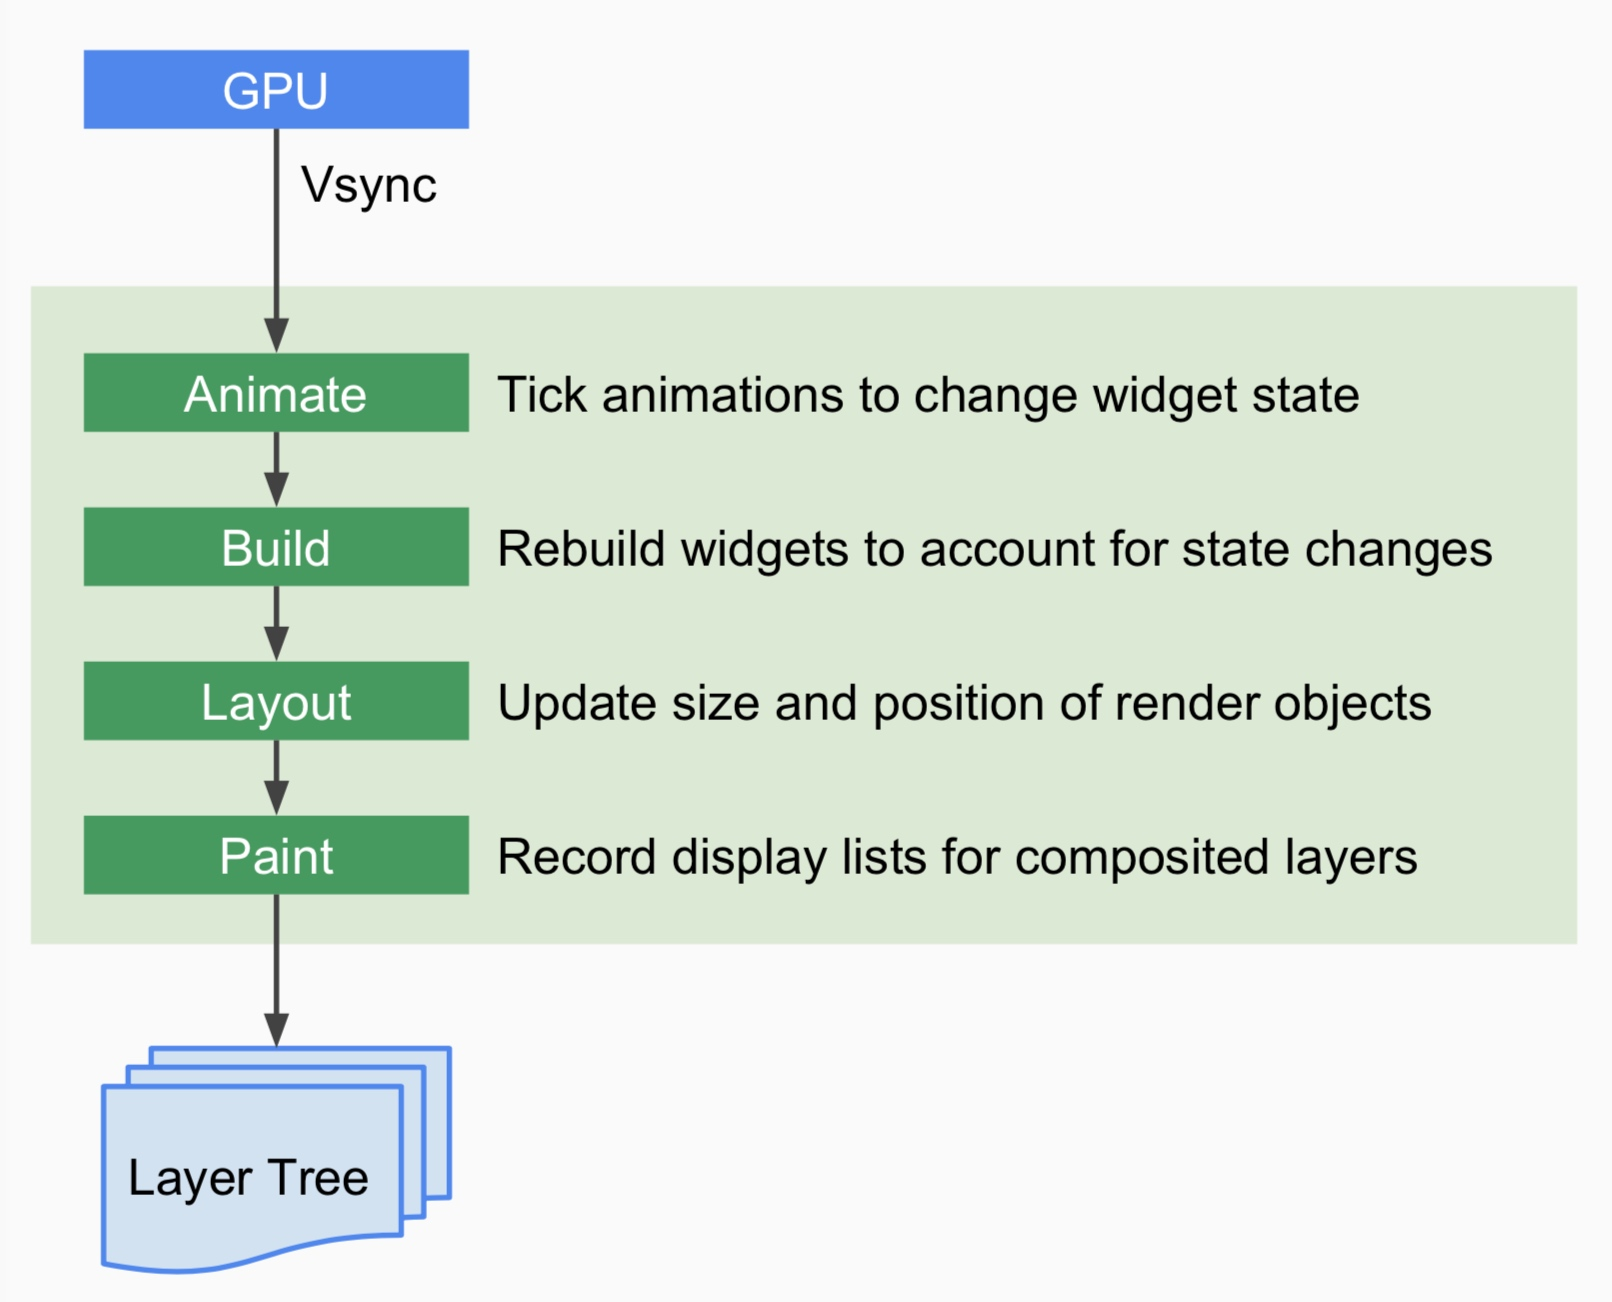 GPU
Vsync
Animate
Tick animations to change widget state
Build
Rebuild widgets to account for state changes
Layout
Update size and position of render objects
Paint
Record display lists for composited layers
Layer Tree